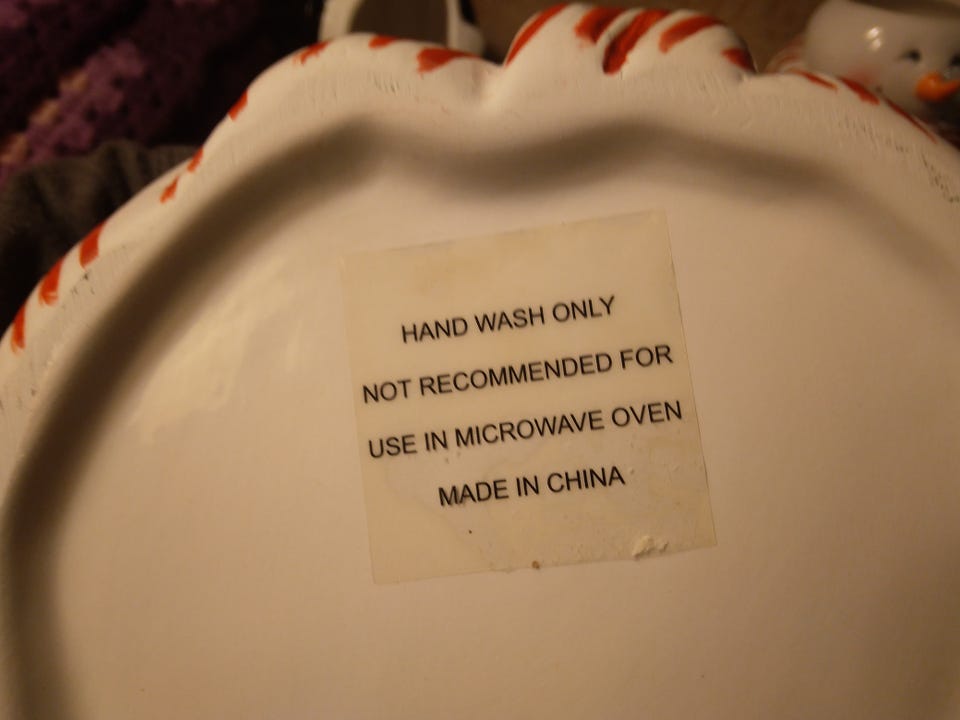 HAND WASH ONLY
NOT RECOMMENDED FOR
USE IN MICROWAVE OVEN
MADE IN CHINA